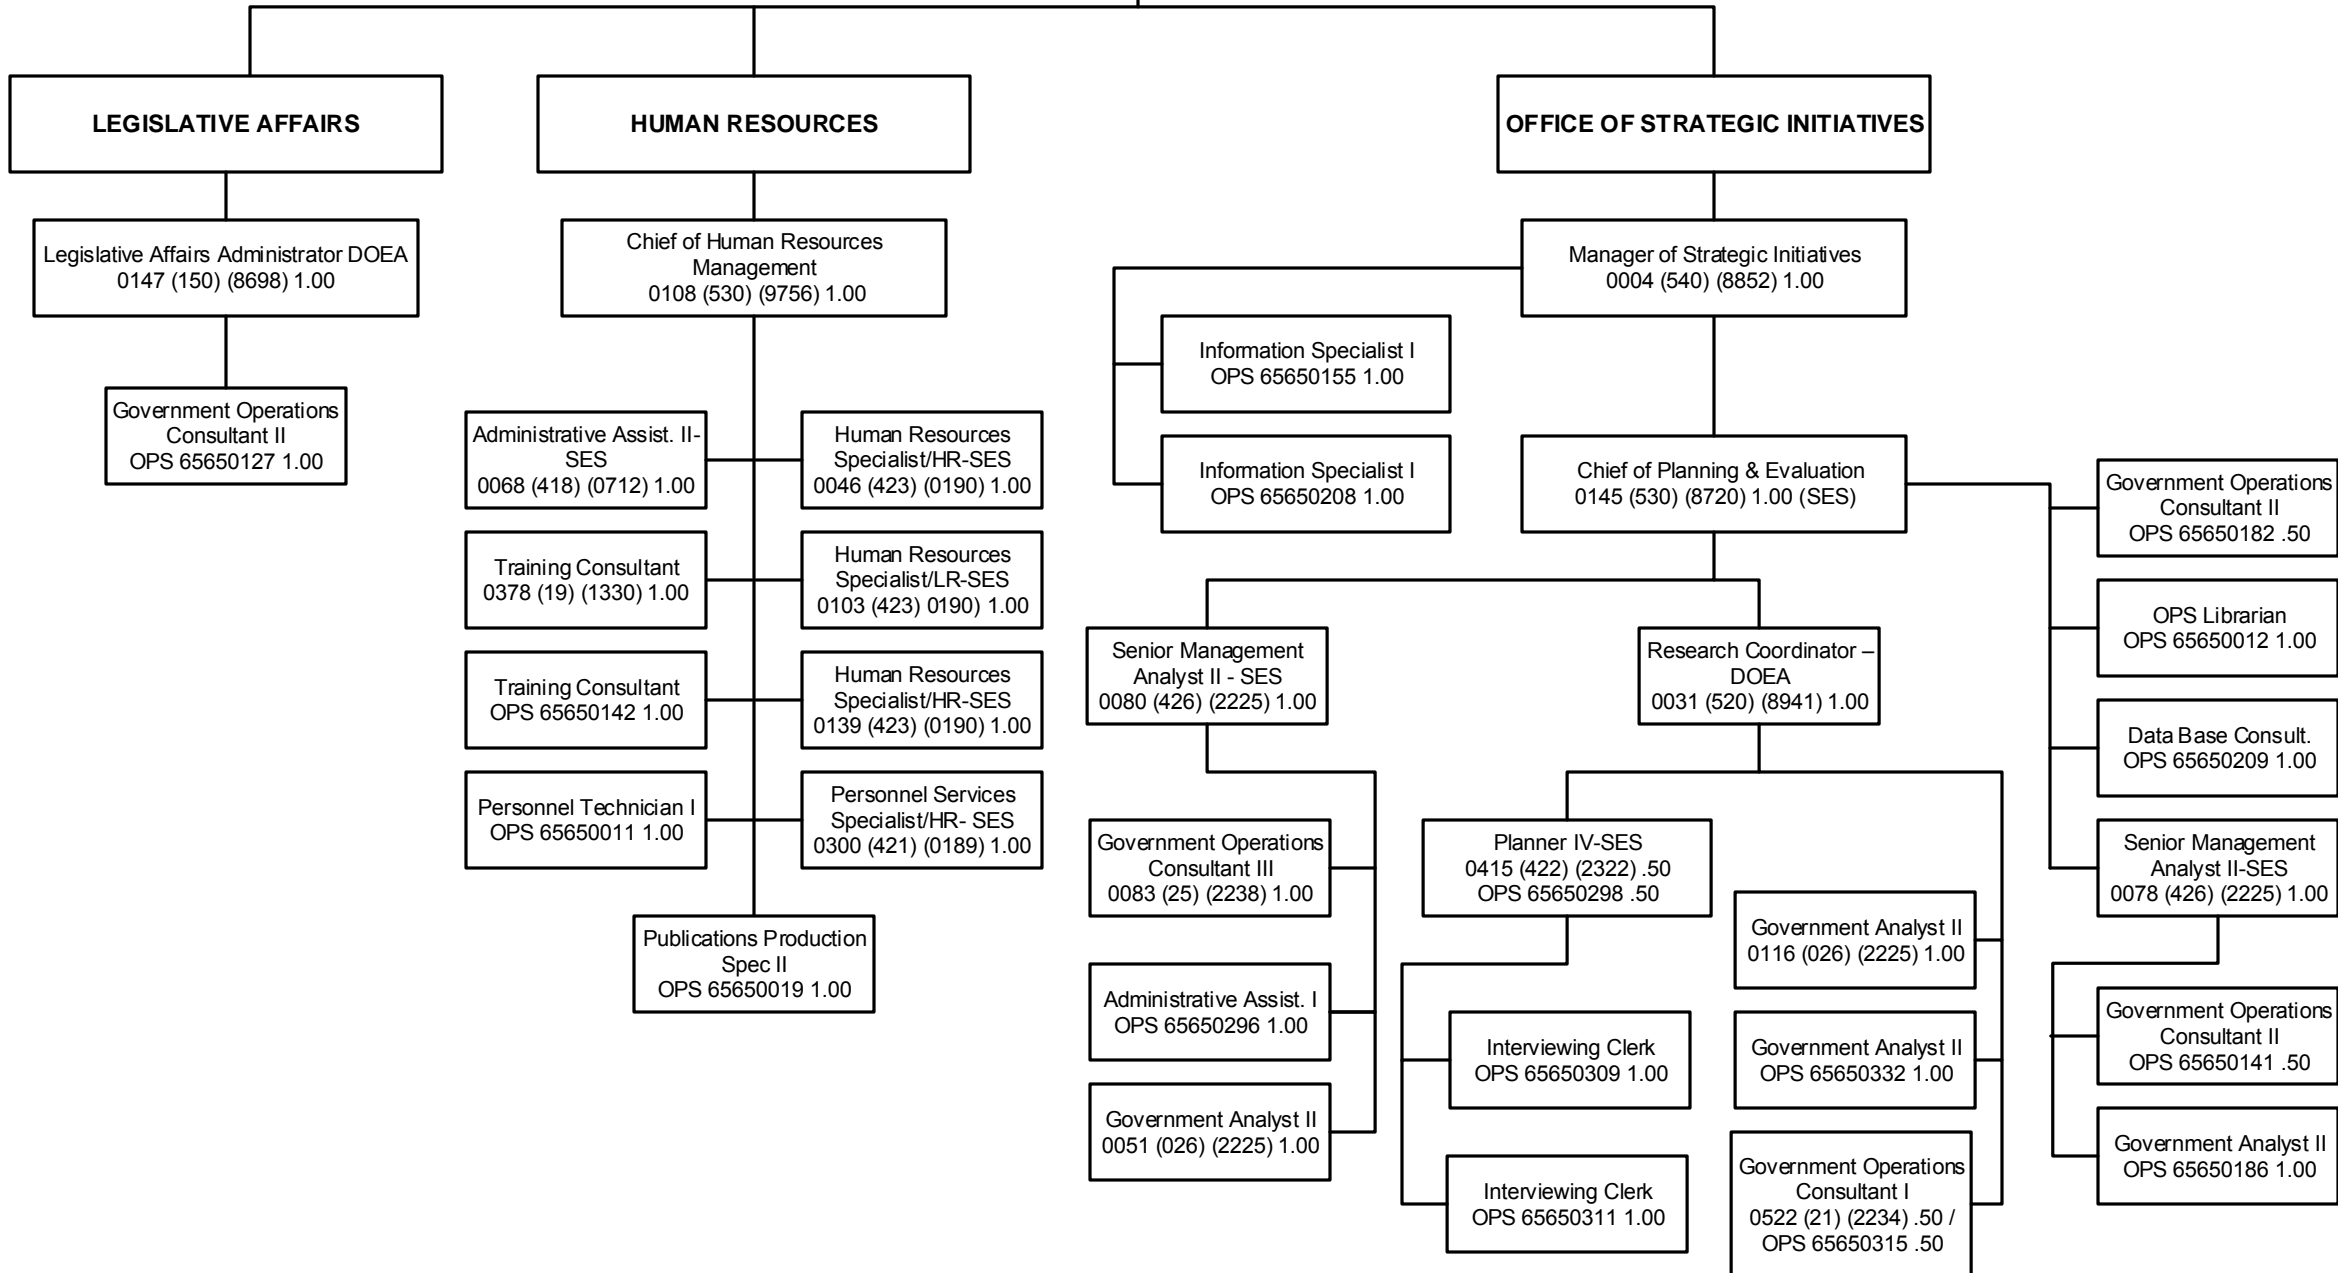 LEGISLATIVE AFFAIRS
HUMAN RESOURCES
OFFICE OF STRATEGIC INITIATIVES
Legislative Affairs Administrator DOEA
0147 (150) (8698) 1.00
Chief of Human Resources
Management
0108 (530) (9756) 1.00
Manager of Strategic Initiatives
0004 (540) (8852) 1.00
Government Operations
Consultant II
OPS 65650127 1.00
Administrative Assist. II-
SES
0068 (418) (0712) 1.00
Human Resources
Specialist/HR-SES
0046 (423) (0190) 1.00
Training Consultant
0378 (19) (1330) 1.00
Human Resources
Specialist/LR-SES
0103 (423) 0190) 1.00
Training Consultant
OPS 65650142 1.00
Human Resources
Specialist/HR-SES
0139 (423) (0190) 1.00
Personnel Technician I
OPS 65650011 1.00
Personnel Services
Specialist/HR- SES
0300 (421) (0189) 1.00
Publications Production
Spec II
OPS 65650019 1.00
Information Specialist I
OPS 65650155 1.00
Information Specialist I
OPS 65650208 1.00
Chief of Planning & Evaluation
0145 (530) (8720) 1.00 (SES)
Senior Management
Analyst II - SES
0080 (426) (2225) 1.00
Government Operations
Consultant III
0083 (25) (2238) 1.00
Administrative Assist. I
OPS 65650296 1.00
Government Analyst II
0051 (026) (2225) 1.00
Research Coordinator –
DOEA
0031 (520) (8941) 1.00
Planner IV-SES
0415 (422) (2322) .50
OPS 65650298 .50
Interviewing Clerk
OPS 65650309 1.00
Interviewing Clerk
OPS 65650311 1.00
Government Analyst II
0116 (026) (2225) 1.00
Government Analyst II
OPS 65650332 1.00
Government Operations
Consultant I
0522 (21) (2234) .50 /
OPS 65650315 .50
Government Operations
Consultant II
OPS 65650182 .50
OPS Librarian
OPS 65650012 1.00
Data Base Consult.
OPS 65650209 1.00
Senior Management
Analyst II-SES
0078 (426) (2225) 1.00
Government Operations
Consultant II
OPS 65650141 .50
Government Analyst II
OPS 65650186 1.00